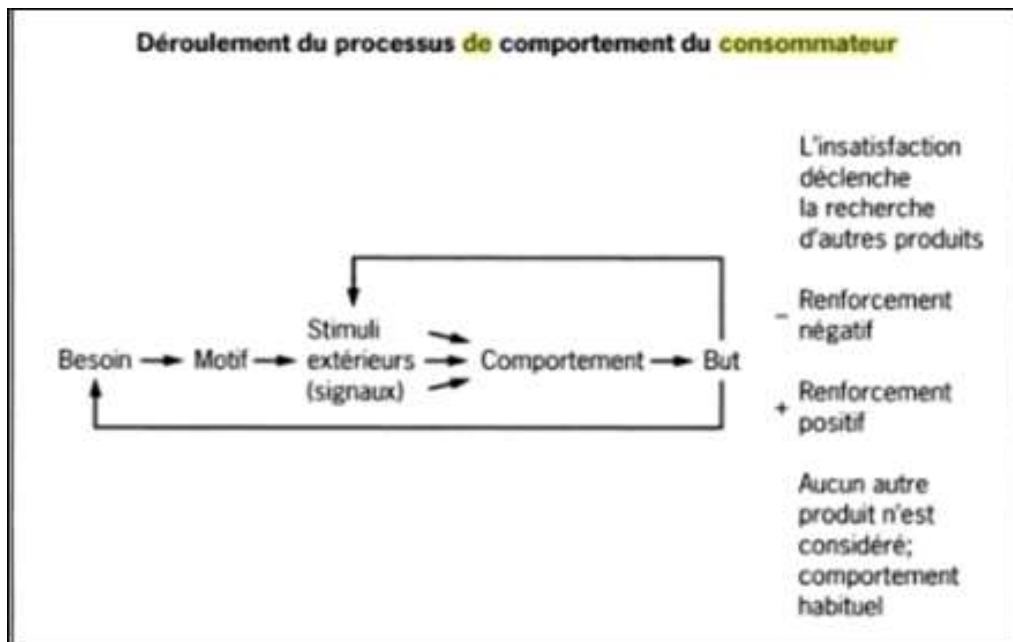 Déroulement du processus de comportement du consommateur
L'insatisfaction
déclenche
la recherche
d'autres produits
– Renforcement
négatif
Stimuli
Besoin Motif extérieurs Comportement But
(signaux)
+ Renforcement
positif
Aucun autre
produit n'est
considéré;
comportement
habituel